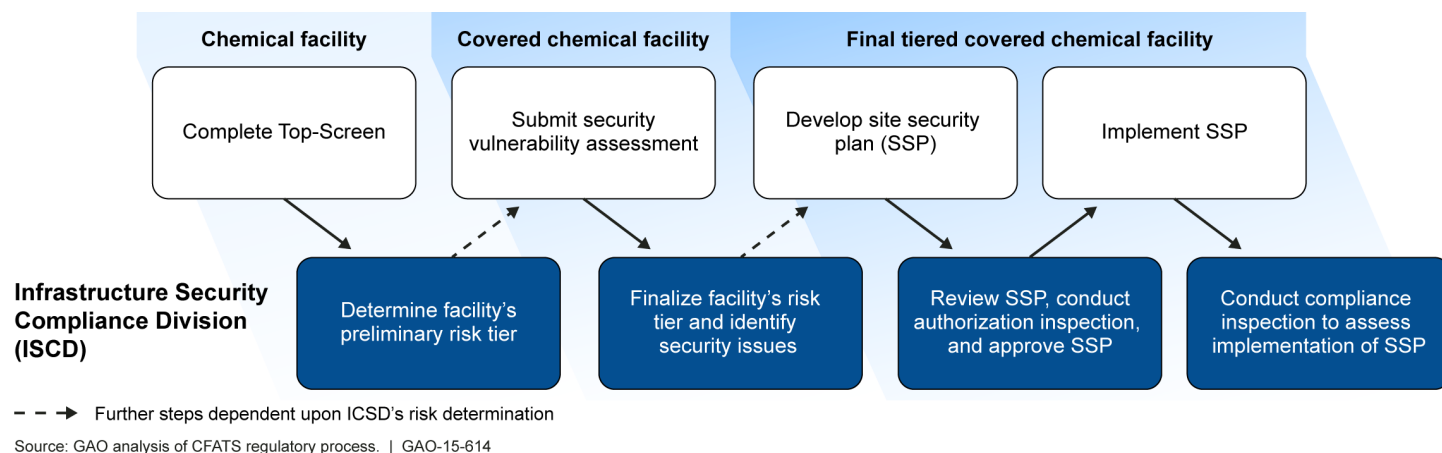 Chemical facility
Covered chemical facility
Final tiered covered chemical facility
Complete Top-Screen
Submit security
vulnerability assessment
Develop site security
plan (SSP)
Implement SSP
Infrastructure Security
Compliance Division
(ISCD)
Determine facility's
preliminary risk tier
Finalize facility's risk
tier and identify
security issues
Review SSP, conduct
authorization inspection,
and approve SSP
Conduct compliance
inspection to assess
implementation of SSP
Further steps dependent upon ICSD's risk determination
Source: GAO analysis of CFATS regulatory process. | GAO-15-614